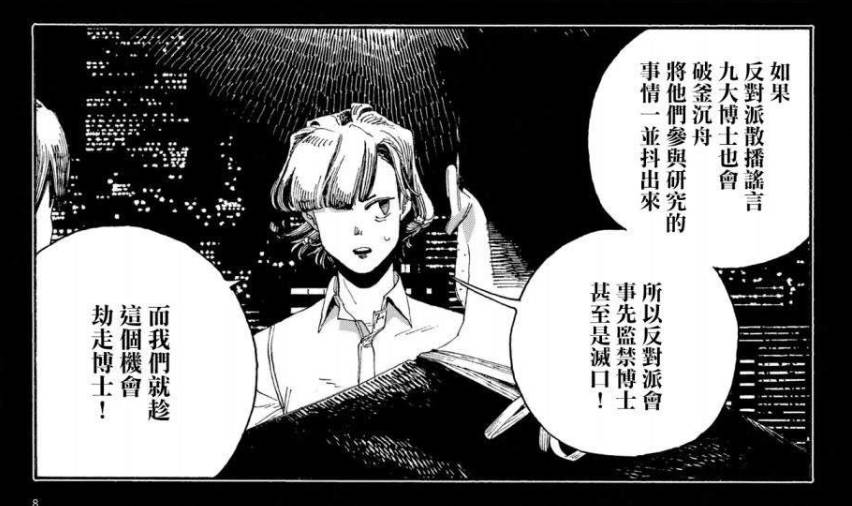 如果
反對派散播謠言
九大博士也會
破釜沉舟
將他們參與研究的
事情一並抖出來
所以反對派會
事先監禁博士
甚至是滅口！
而我們就趁
這個機會
劫走博士！
8